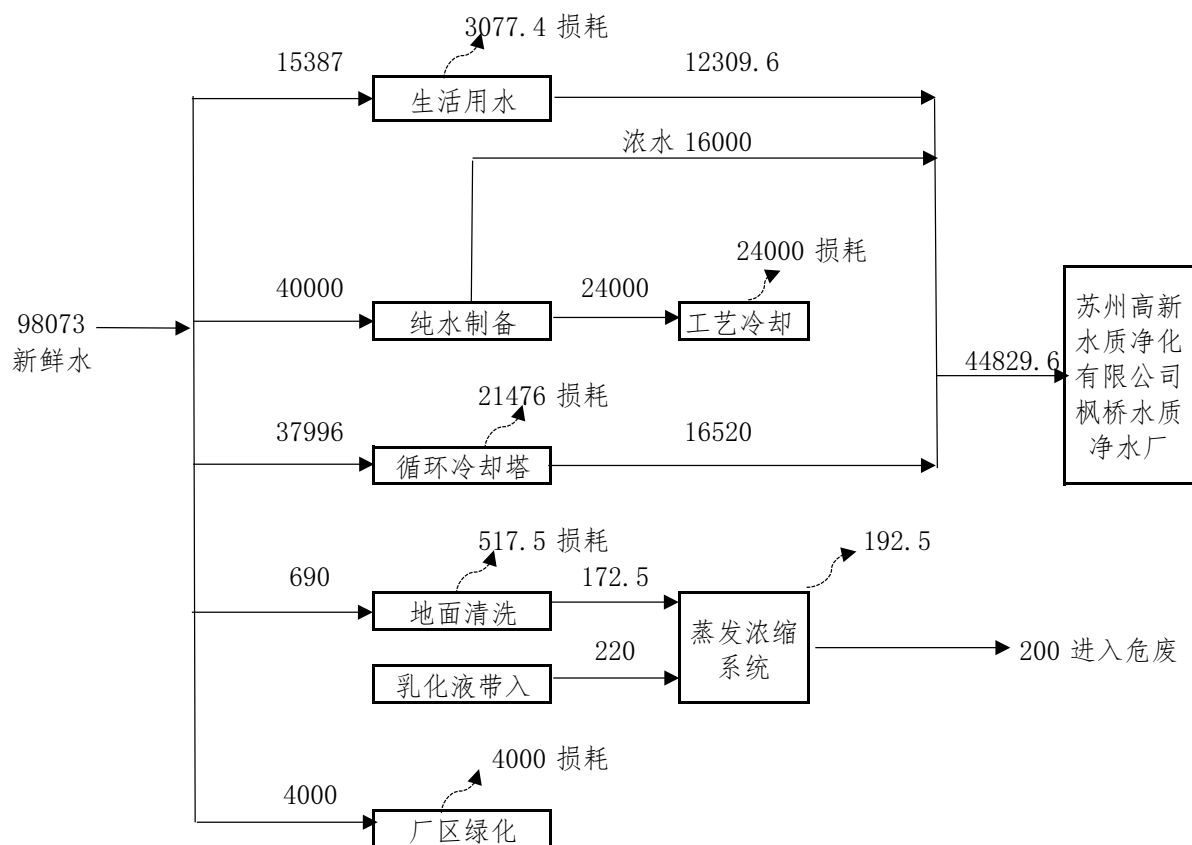 3077.4 损耗
15387
12309.6
生活用水
浓水 16000
24000 损耗
40000
24000
纯水制备
工艺冷却
98073
新鲜水
苏州高新
水质净化
有限公司
枫桥水质
净水厂
44829.6
21476 损耗
37996
16520
循环冷却塔
517.5 损耗
192.5
690
172.5
地面清洗
蒸发浓缩
系统
220
200 进入危废
乳化液带入
4000 损耗
4000
厂区绿化